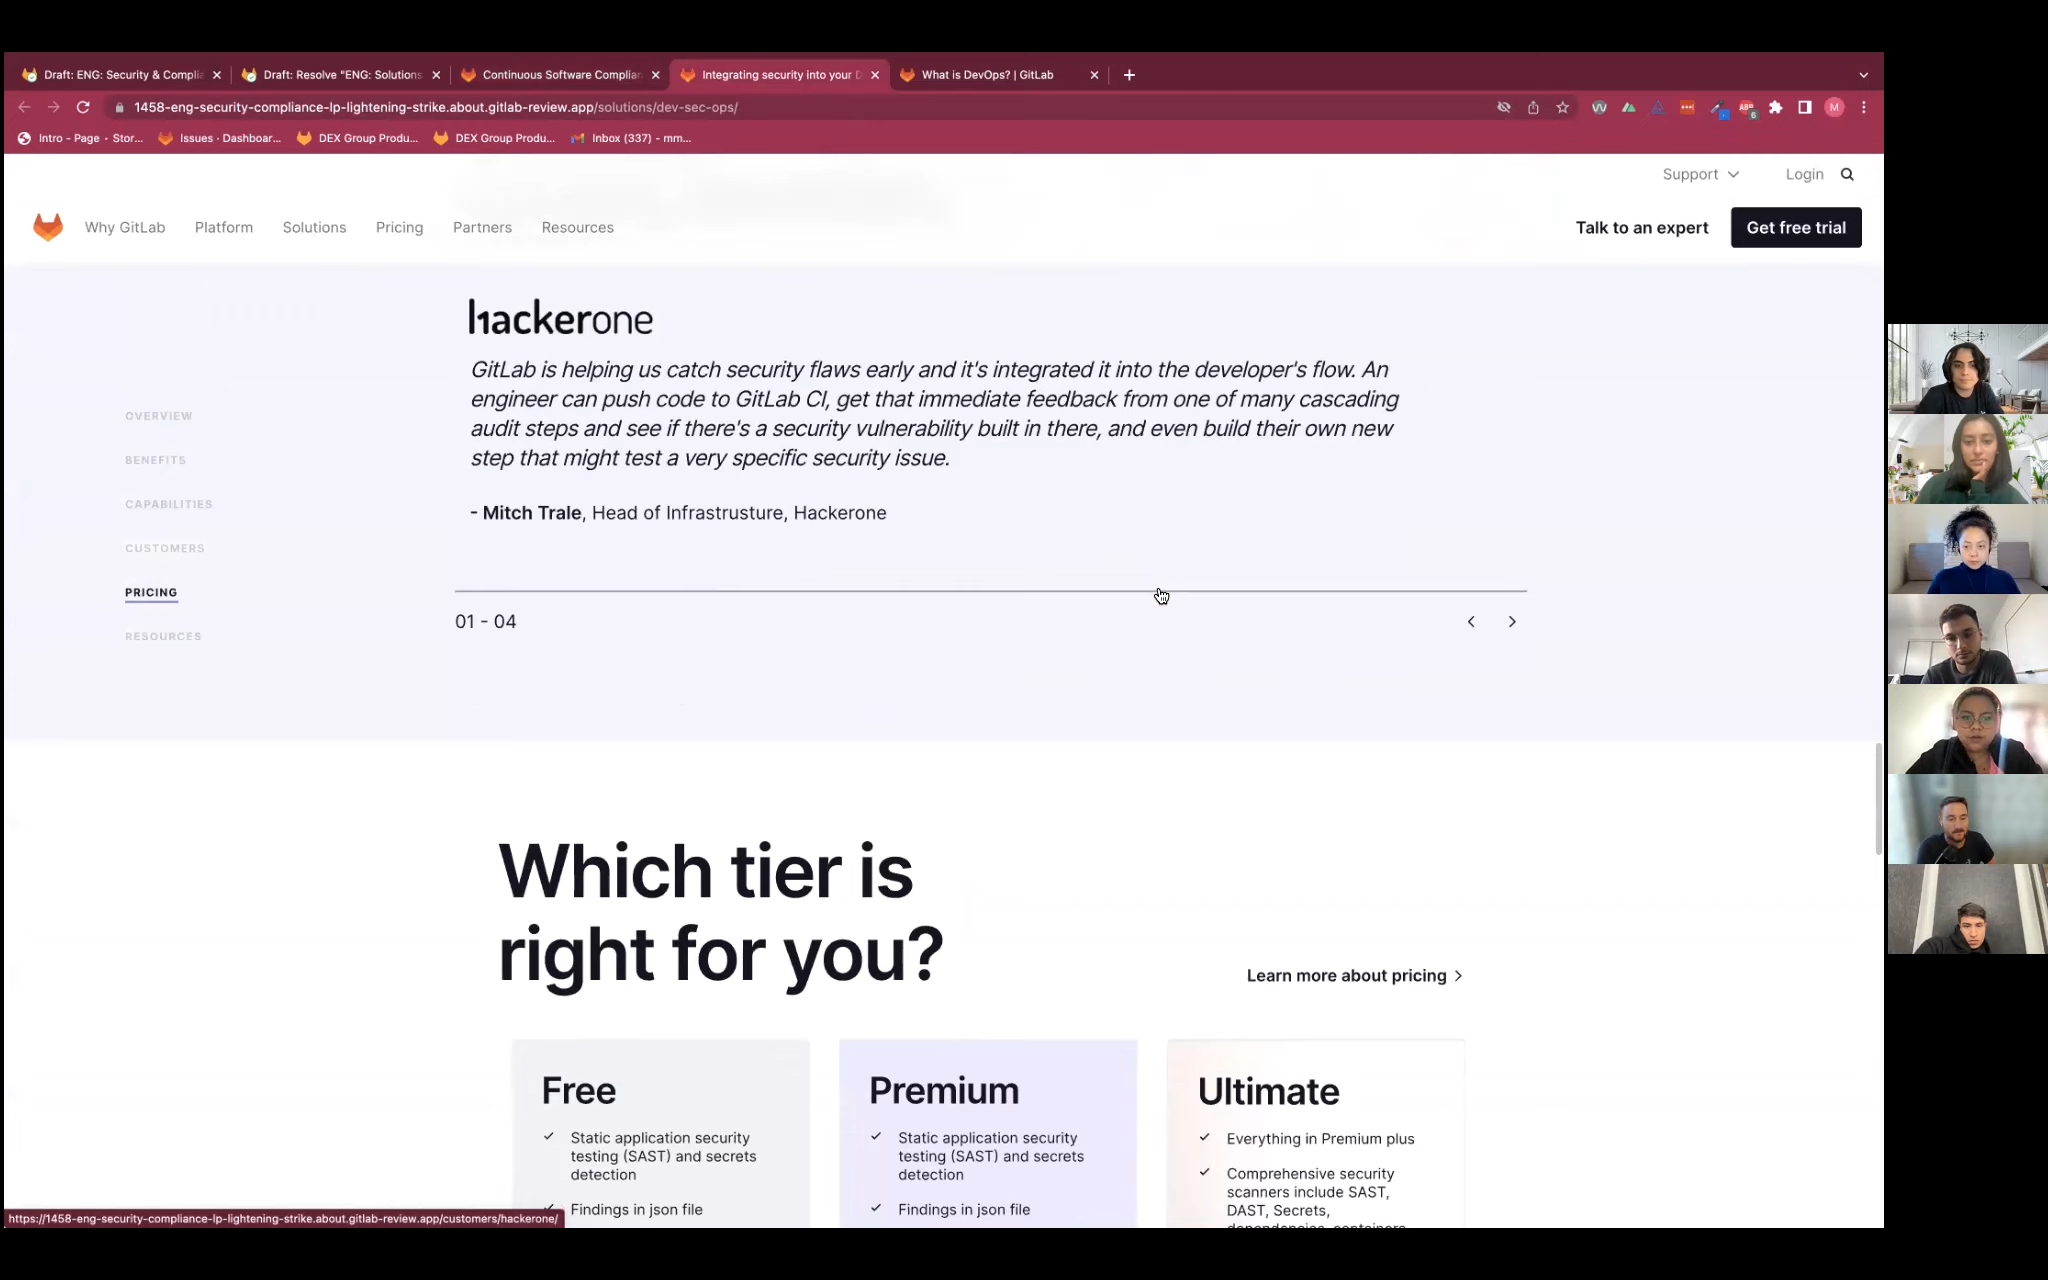 Draft: ENG: Security & Complia
Draft: Resolve "ENG: Solutions
Continuous Software Complian
Integrating security into your D
What is DevOps? | GitLab
1458-eng-security-compliance-lp-lightening-strike.about.gitlab-review.app/solutions/dev-sec-ops/
ABP
6
M
Intro - Page · Stor...
Issues · Dashboar...
DEX Group Produ...
DEX Group Produ...
Inbox (337) - mm...
Support
Login
Why GitLab
Platform
Solutions
Pricing
Partners
Resources
Talk to an expert
Get free trial
hackerone
GitLab is helping us catch security flaws early and it's integrated it into the developer's flow. An
engineer can push code to GitLab CI, get that immediate feedback from one of many cascading
audit steps and see if there's a security vulnerability built in there, and even build their own new
step that might test a very specific security issue.
- Mitch Trale, Head of Infrastrusture, Hackerone
OVERVIEW
BENEFITS
CAPABILITIES
CUSTOMERS
PRICING
RESOURCES
01 - 04
Which tier is
right for you?
Learn more about pricing
Free
Static application security
testing (SAST) and secrets
detection
Findings in json file
Premium
Static application security
testing (SAST) and secrets
detection
Findings in json file
Ultimate
Everything in Premium plus
Comprehensive security
scanners include SAST,
DAST, Secrets,
dependencies, containers
https://1458-eng-security-compliance-lp-lightening-strike.about.gitlab-review.app/customers/hackerone/